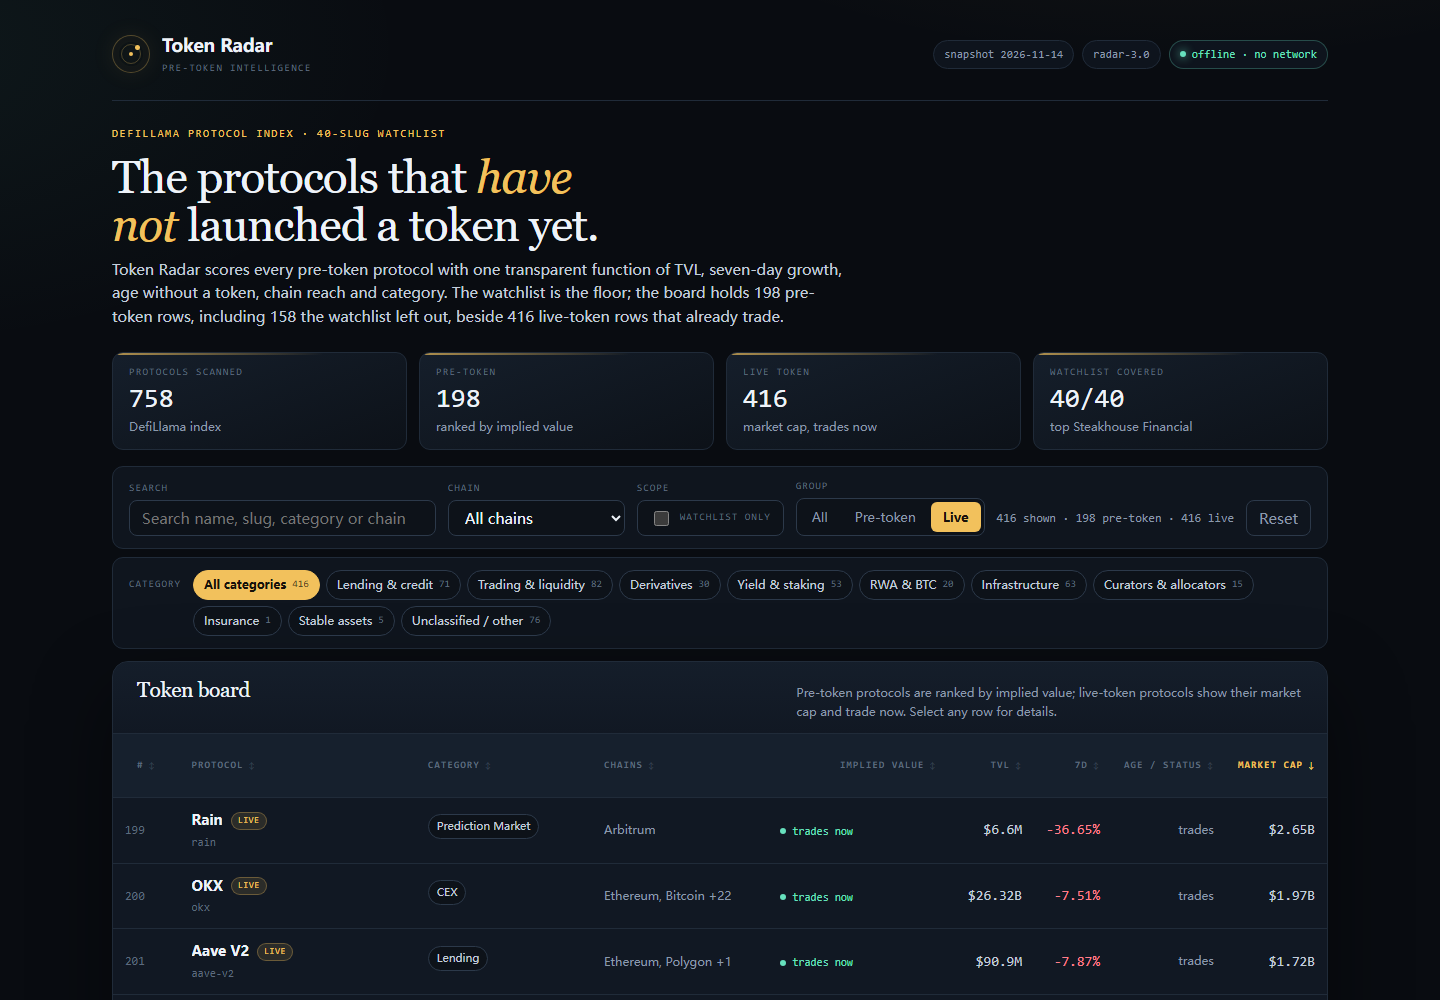 Token Radar
PRE-TOKEN INTELLIGENCE
snapshot 2026-11-14
radar-3.0
offline · no network
DEFILLAMA PROTOCOL INDEX · 40-SLUG WATCHLIST
The protocols that have
not launched a token yet.
Token Radar scores every pre-token protocol with one transparent function of TVL, seven-day growth,
age without a token, chain reach and category. The watchlist is the floor; the board holds 198 pre-
token rows, including 158 the watchlist left out, beside 416 live-token rows that already trade.
PROTOCOLS SCANNED
758
DefiLlama index
PRE-TOKEN
198
ranked by implied value
LIVE TOKEN
416
market cap, trades now
WATCHLIST COVERED
40/40
top Steakhouse Financial
SEARCH
Search name, slug, category or chain
CHAIN
All chains
SCOPE
WATCHLIST ONLY
GROUP
All Pre-token Live
416 shown · 198 pre-token · 416 live
Reset
CATEGORY
All categories 416
Lending & credit 71
Trading & liquidity 82
Derivatives 30
Yield & staking 53
RWA & BTC 20
Infrastructure 63
Curators & allocators 15
Insurance 1
Stable assets 5
Unclassified / other 76
Token board
Pre-token protocols are ranked by implied value; live-token protocols show their market
cap and trade now. Select any row for details.
# ↕ PROTOCOL ↕ CATEGORY ↕ CHAINS ↕ IMPLIED VALUE ↕ TVL ↕ 7D ↕ AGE / STATUS ↕ MARKET CAP ↓
199 Rain LIVE Prediction Market Arbitrum trades now $6.6M -36.65% trades $2.65B
rain
200 OKX LIVE CEX Ethereum, Bitcoin +22 trades now $26.32B -7.51% trades $1.97B
okx
201 Aave V2 LIVE Lending Ethereum, Polygon +1 trades now $90.9M -7.87% trades $1.72B
aave-v2